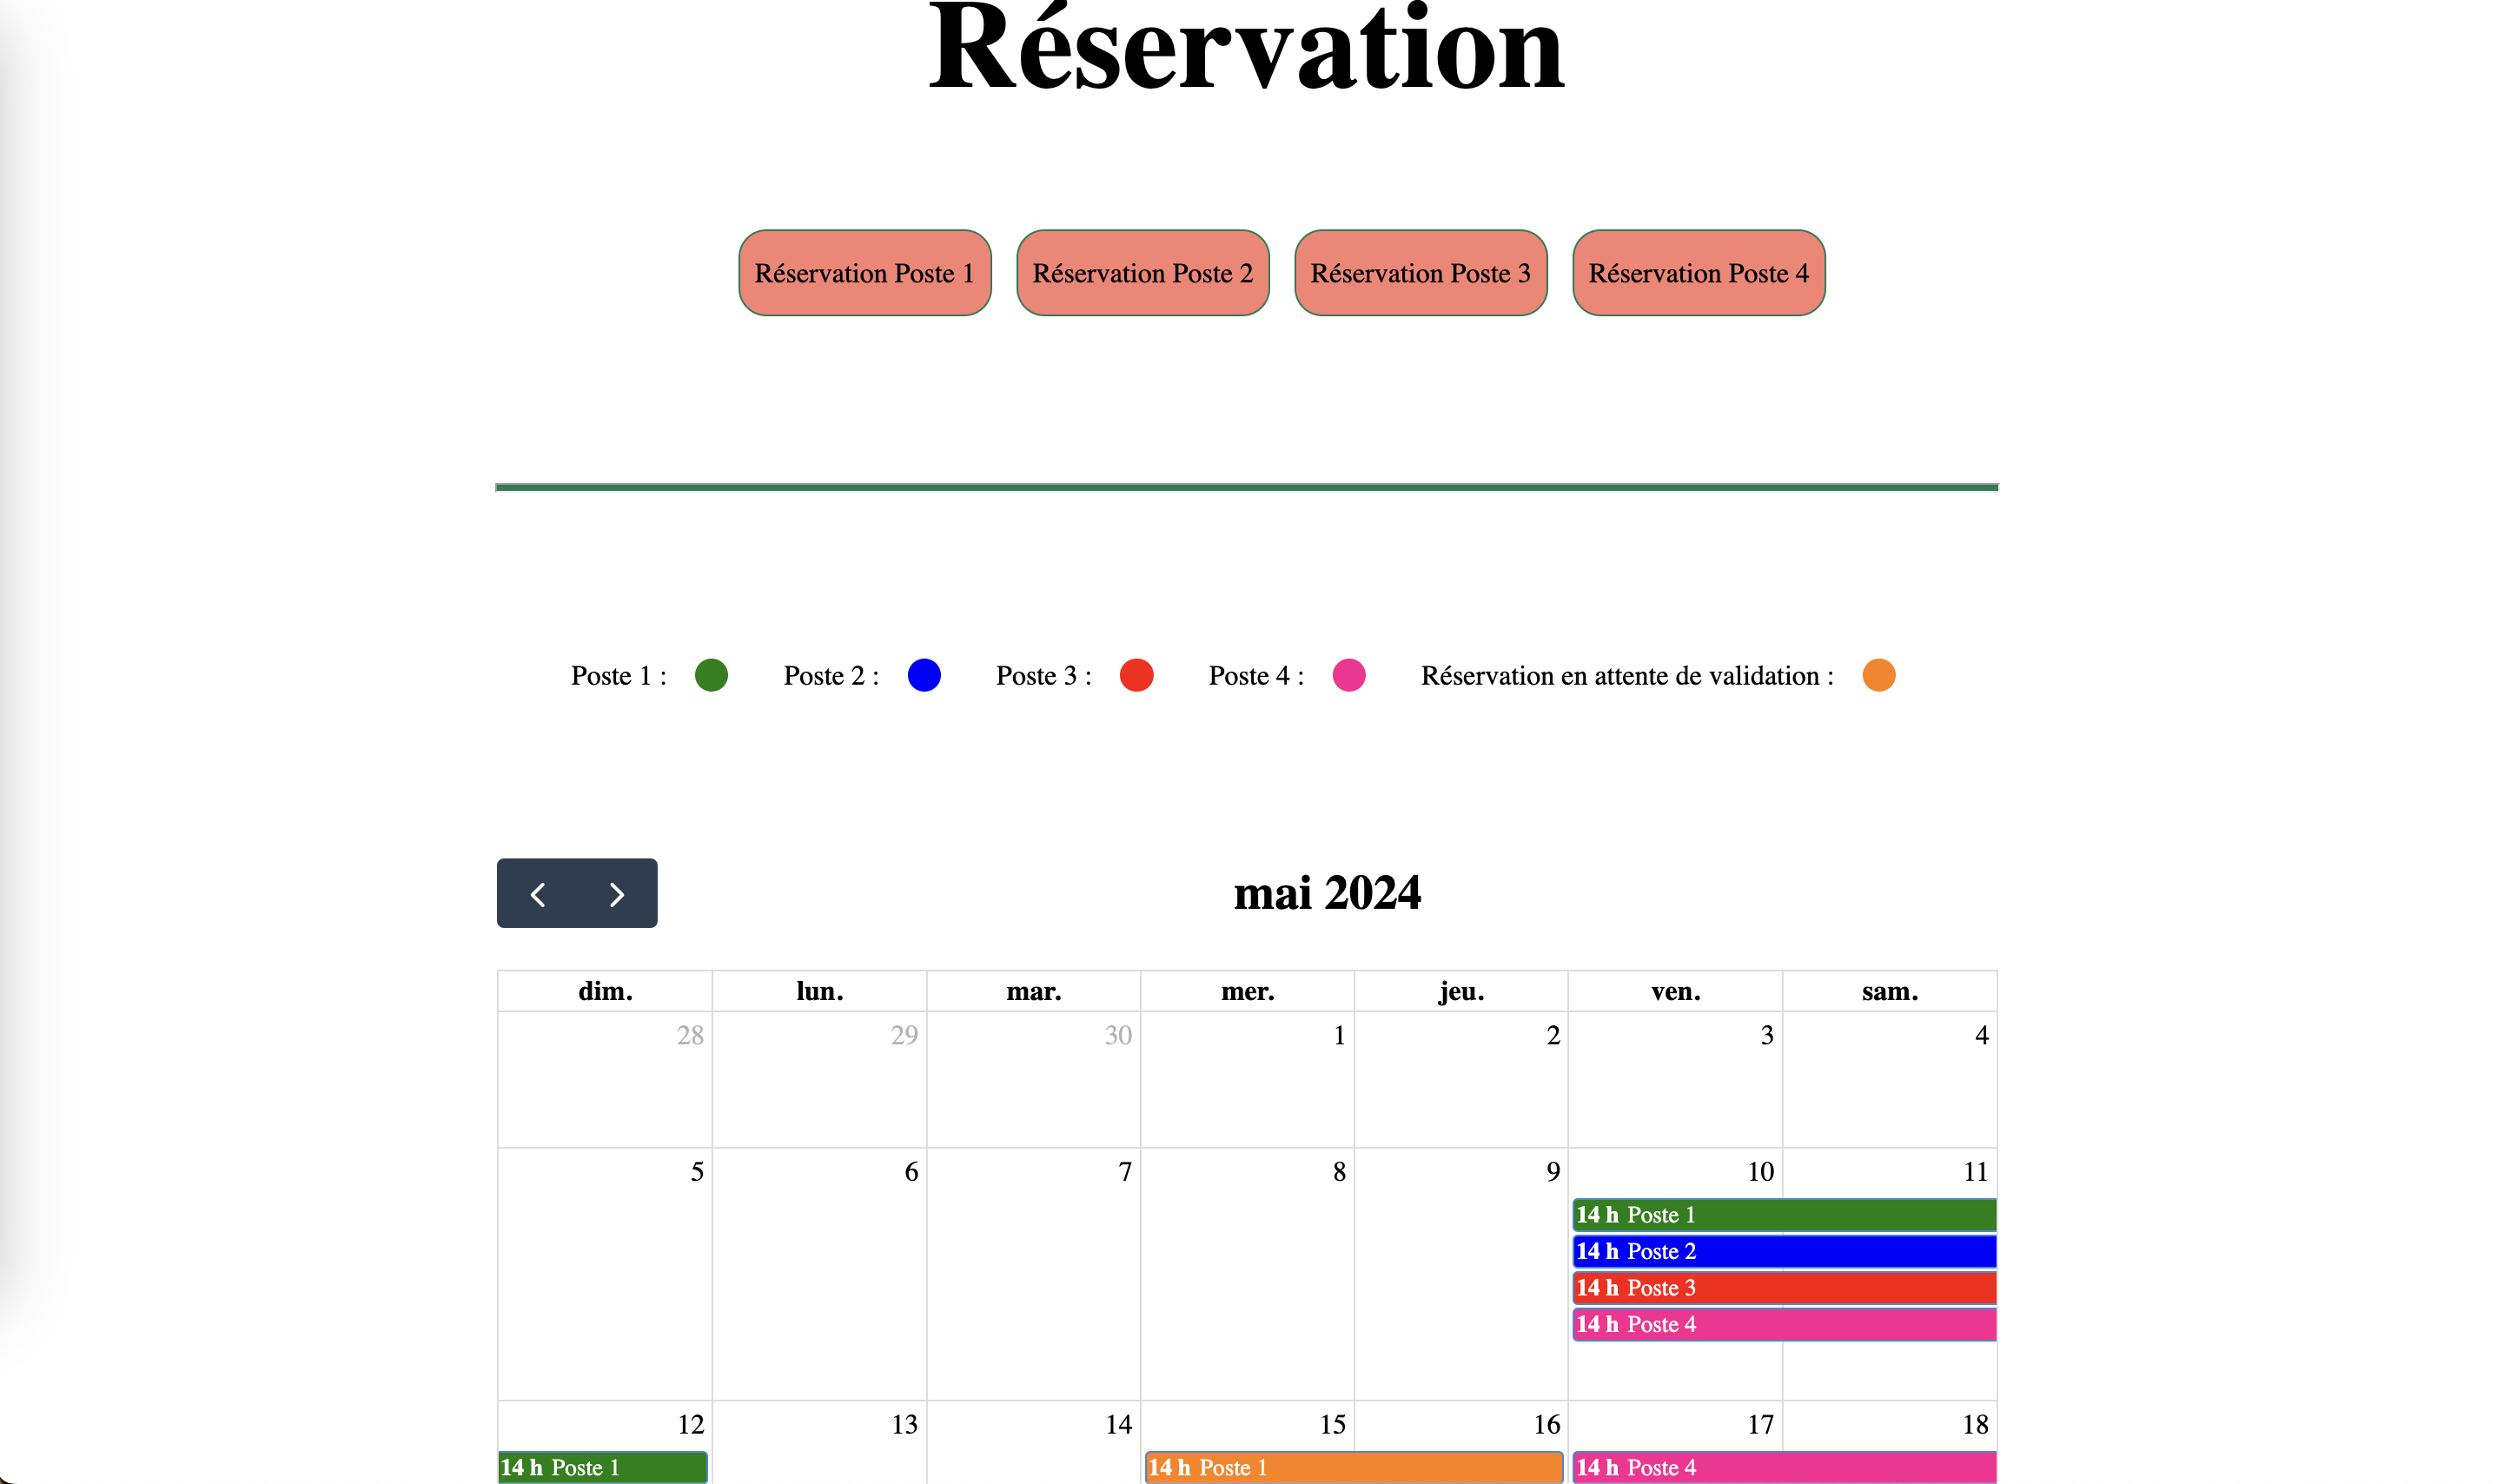 Réservation
Réservation Poste 1 Réservation Poste 2 Réservation Poste 3 Réservation Poste 4
Poste 1 : Poste 2 : Poste 3 : Poste 4 : Réservation en attente de validation :
mai 2024
dim. lun. mar. mer. jeu. ven. sam.
28 29 30 1 2 3 4
5 6 7 8 9 10 11
14 h Poste 1
14 h Poste 2
14 h Poste 3
14 h Poste 4
12 13 14 15 16 17 18
14 h Poste 1 14 h Poste 1 14 h Poste 4